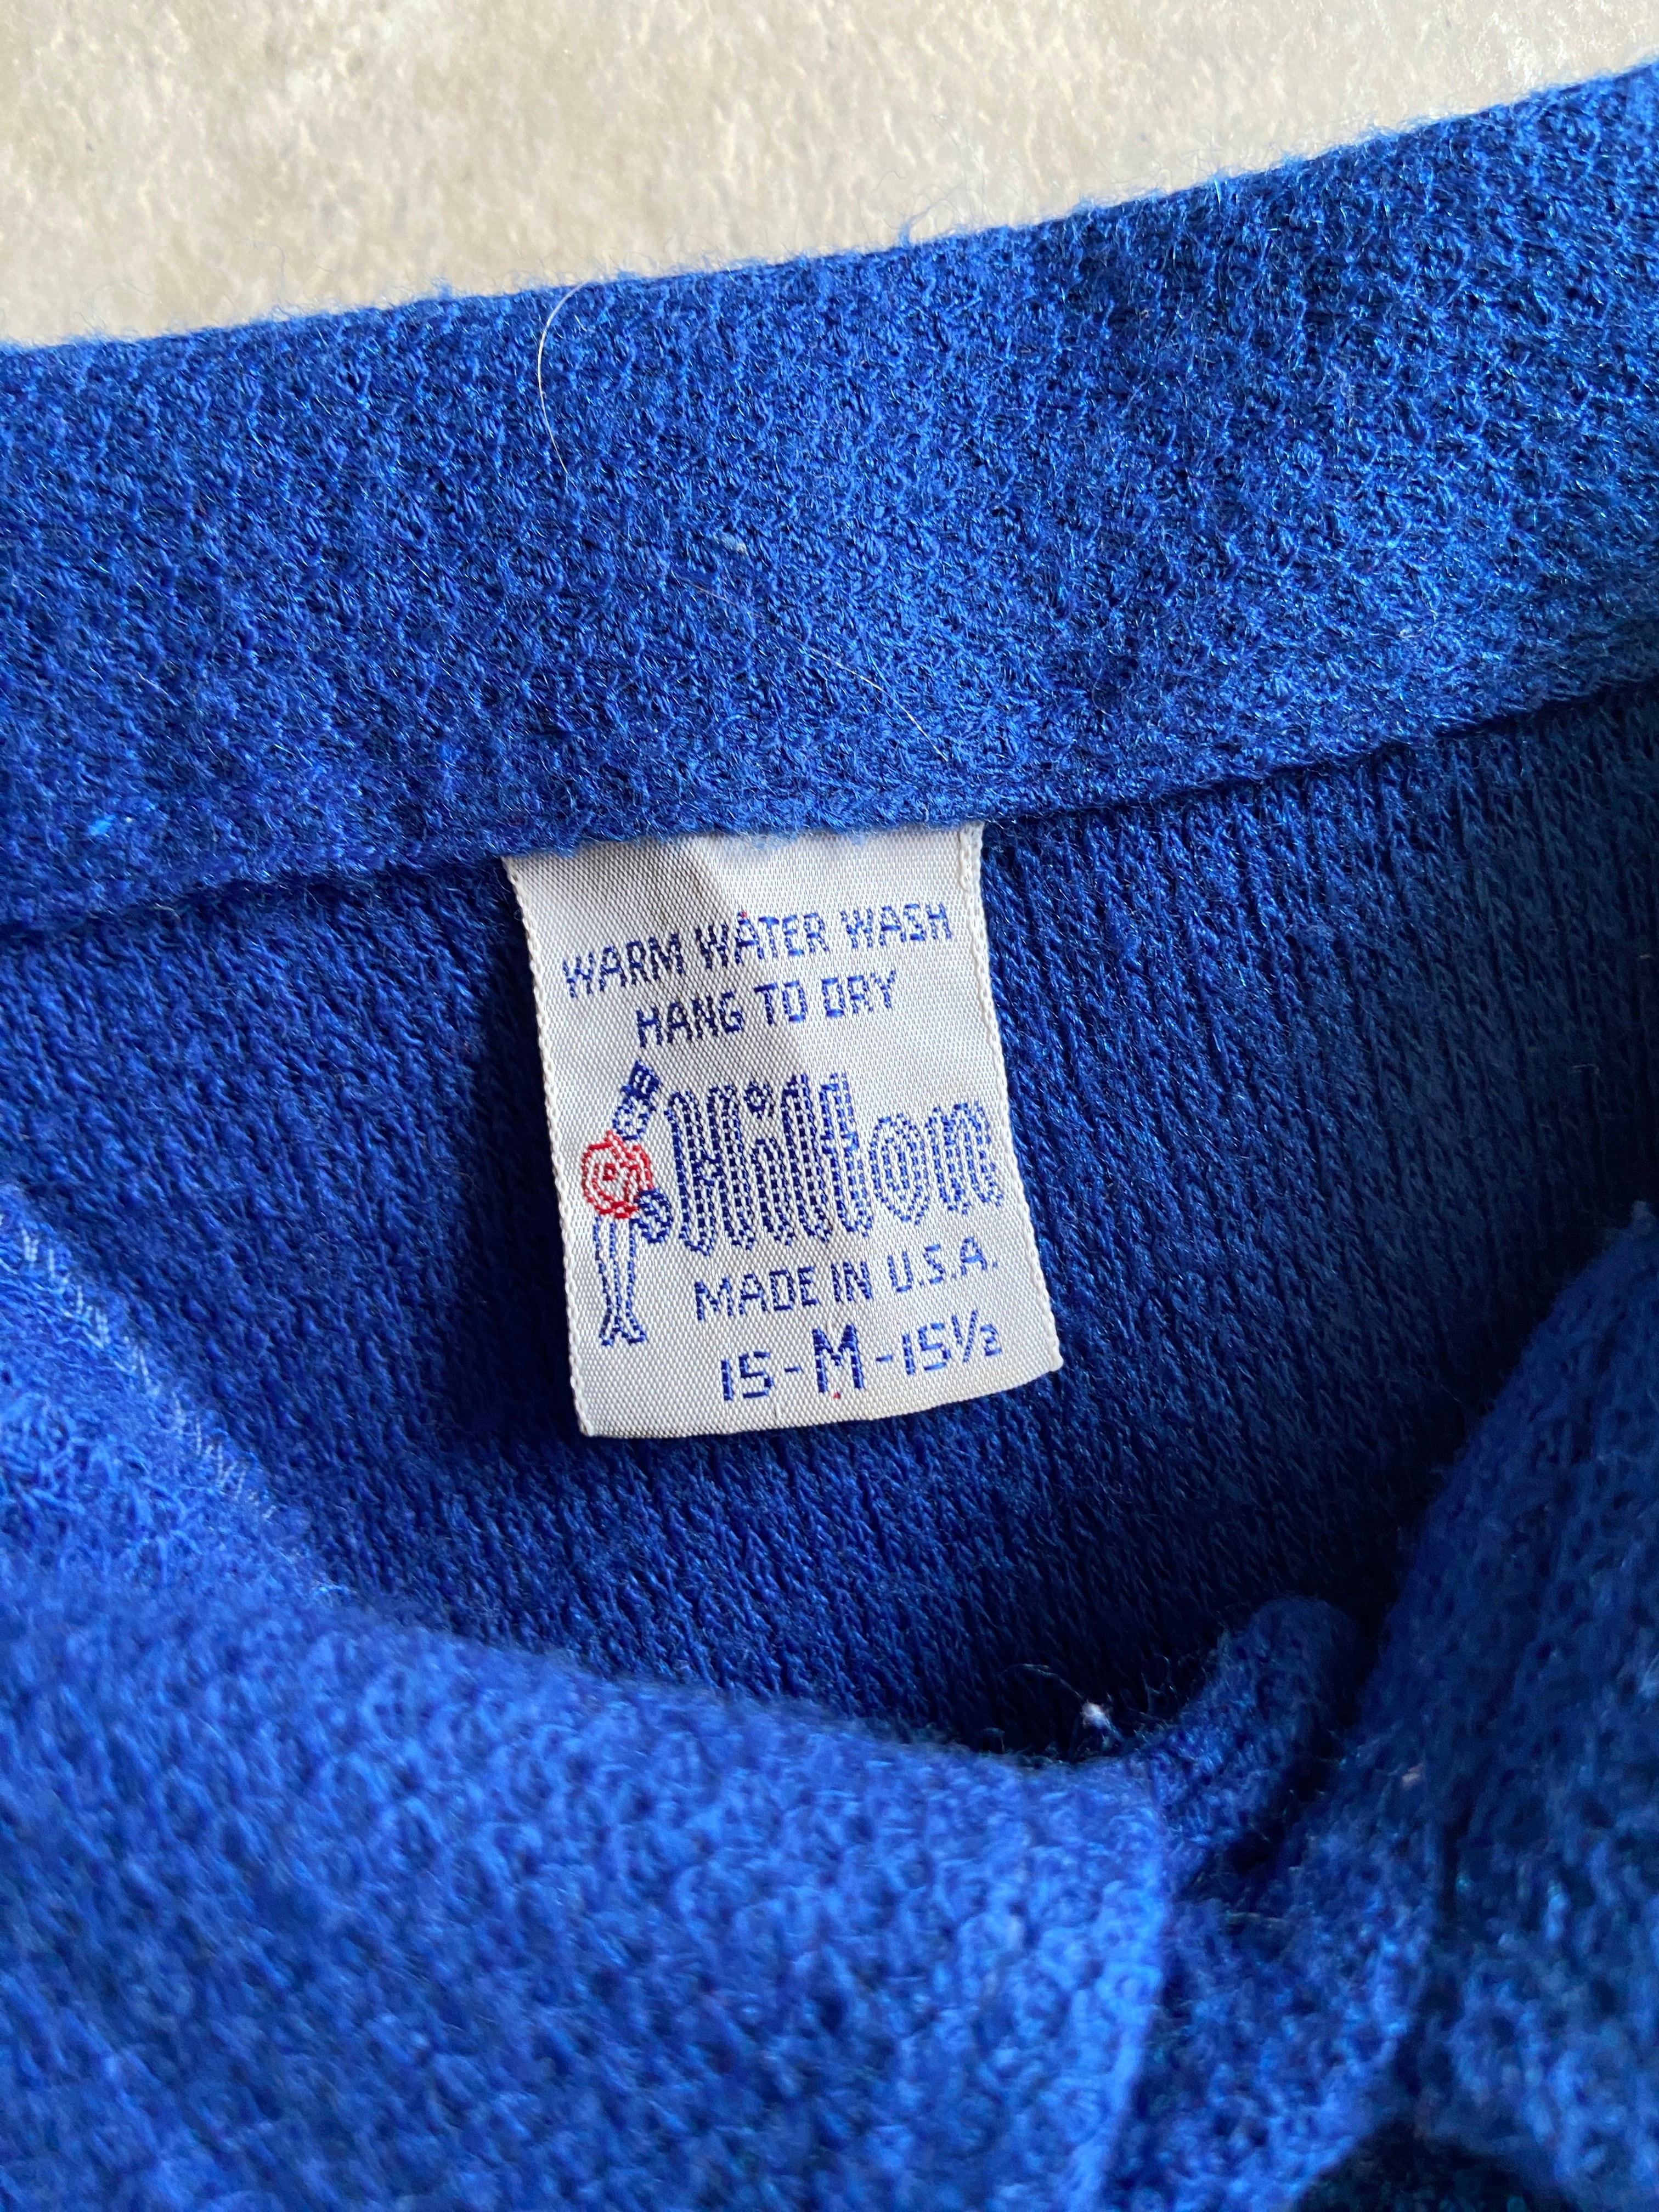 WARM WATER WASH
HANG TO DRY
Hilton
MADE IN U.S.A.
15-M-15½